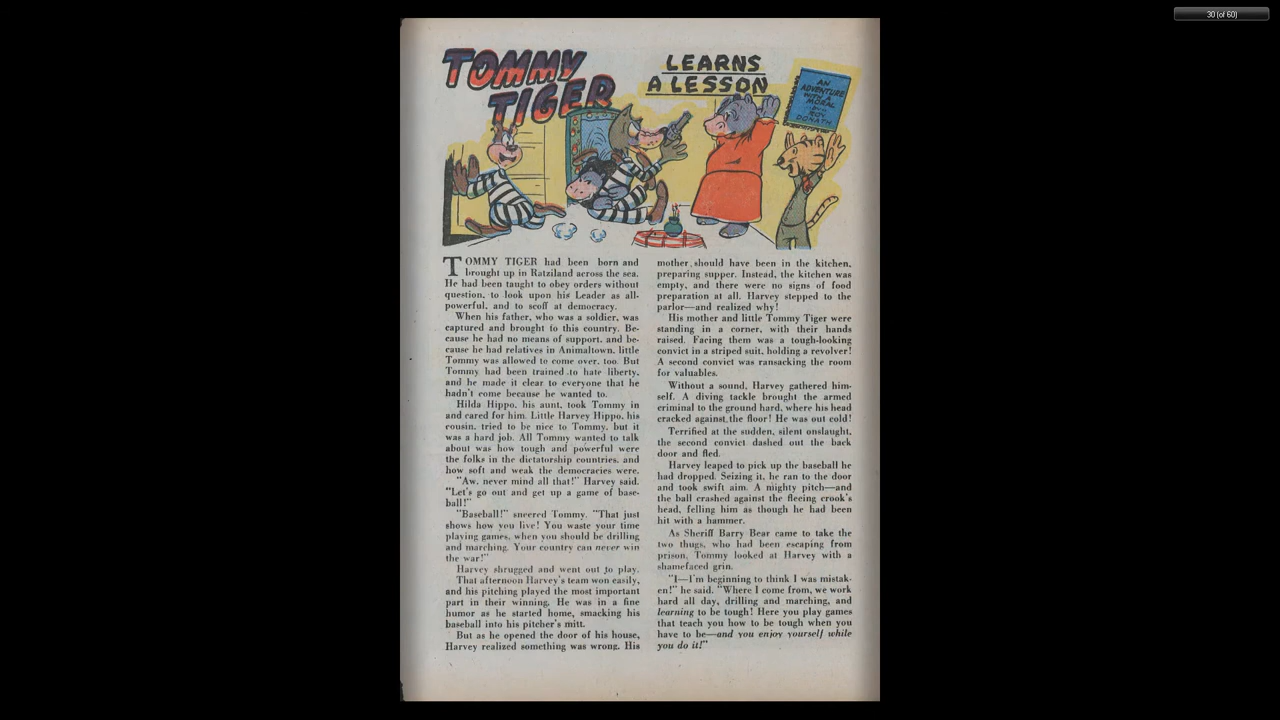 30 (of 60)
TOMMY
TIGER
LEARNS
A LESSON
AN
ADVENTURE
WITH A
MORAL
BY
ROY
DONATH
TOMMY TIGER had been born and
brought up in Ratziland across the sea.
He had been taught to obey orders without
question, to look upon his Leader as all-
powerful, and to scoff at democracy.
When his father, who was a soldier, was
captured and brought to this country. Be-
cause he had no means of support, and be-
cause he had relatives in Animaltown, little
Tommy was allowed to come over, too. But
Tommy had been trained to hate liberty,
and he made it clear to everyone that he
hadn't come because he wanted to.
Hilda Hippo, his aunt, took Tommy in
and cared for him. Little Harvey Hippo, his
cousin, tried to be nice to Tommy, but it
was a hard job. All Tommy wanted to talk
about was how tough and powerful were
the folks in the dictatorship countries, and
how soft and weak the democracies were.
"Aw, never mind all that!" Harvey said.
"Let's go out and get up a game of base-
ball!"
"Baseball!" sneered Tommy. "That just
shows how you live! You waste your time
playing games, when you should be drilling
and marching. Your country can never win
the war!"
Harvey shrugged and went out to play.
That afternoon Harvey's team won easily,
and his pitching played the most important
part in their winning. He was in a fine
humor as he started home, smacking his
baseball into his pitcher's mitt.
But as he opened the door of his house,
Harvey realized something was wrong. His
mother should have been in the kitchen,
preparing supper. Instead, the kitchen was
empty, and there were no signs of food
preparation at all. Harvey stepped to the
parlor—and realized why!
His mother and little Tommy Tiger were
standing in a corner, with their hands
raised. Facing them was a tough-looking
convict in a striped suit, holding a revolver!
A second convict was ransacking the room
for valuables.
Without a sound, Harvey gathered him-
self. A diving tackle brought the armed
criminal to the ground hard, where his head
cracked against the floor! He was out cold!
Terrified at the sudden, silent onslaught,
the second convict dashed out the back
door and fled.
Harvey leaped to pick up the baseball he
had dropped. Seizing it, he ran to the door
and took swift aim. A mighty pitch—and
the ball crashed against the fleeing crook's
head, felling him as though he had been
hit with a hammer.
As Sheriff Barry Bear came to take the
two thugs, who had been escaping from
prison, Tommy looked at Harvey with a
shamefaced grin.
"I—I'm beginning to think I was mistak-
en!" he said. "Where I come from, we work
hard all day, drilling and marching, and
learning to be tough! Here you play games
that teach you how to be tough when you
have to be—and you enjoy yourself while
you do it!"